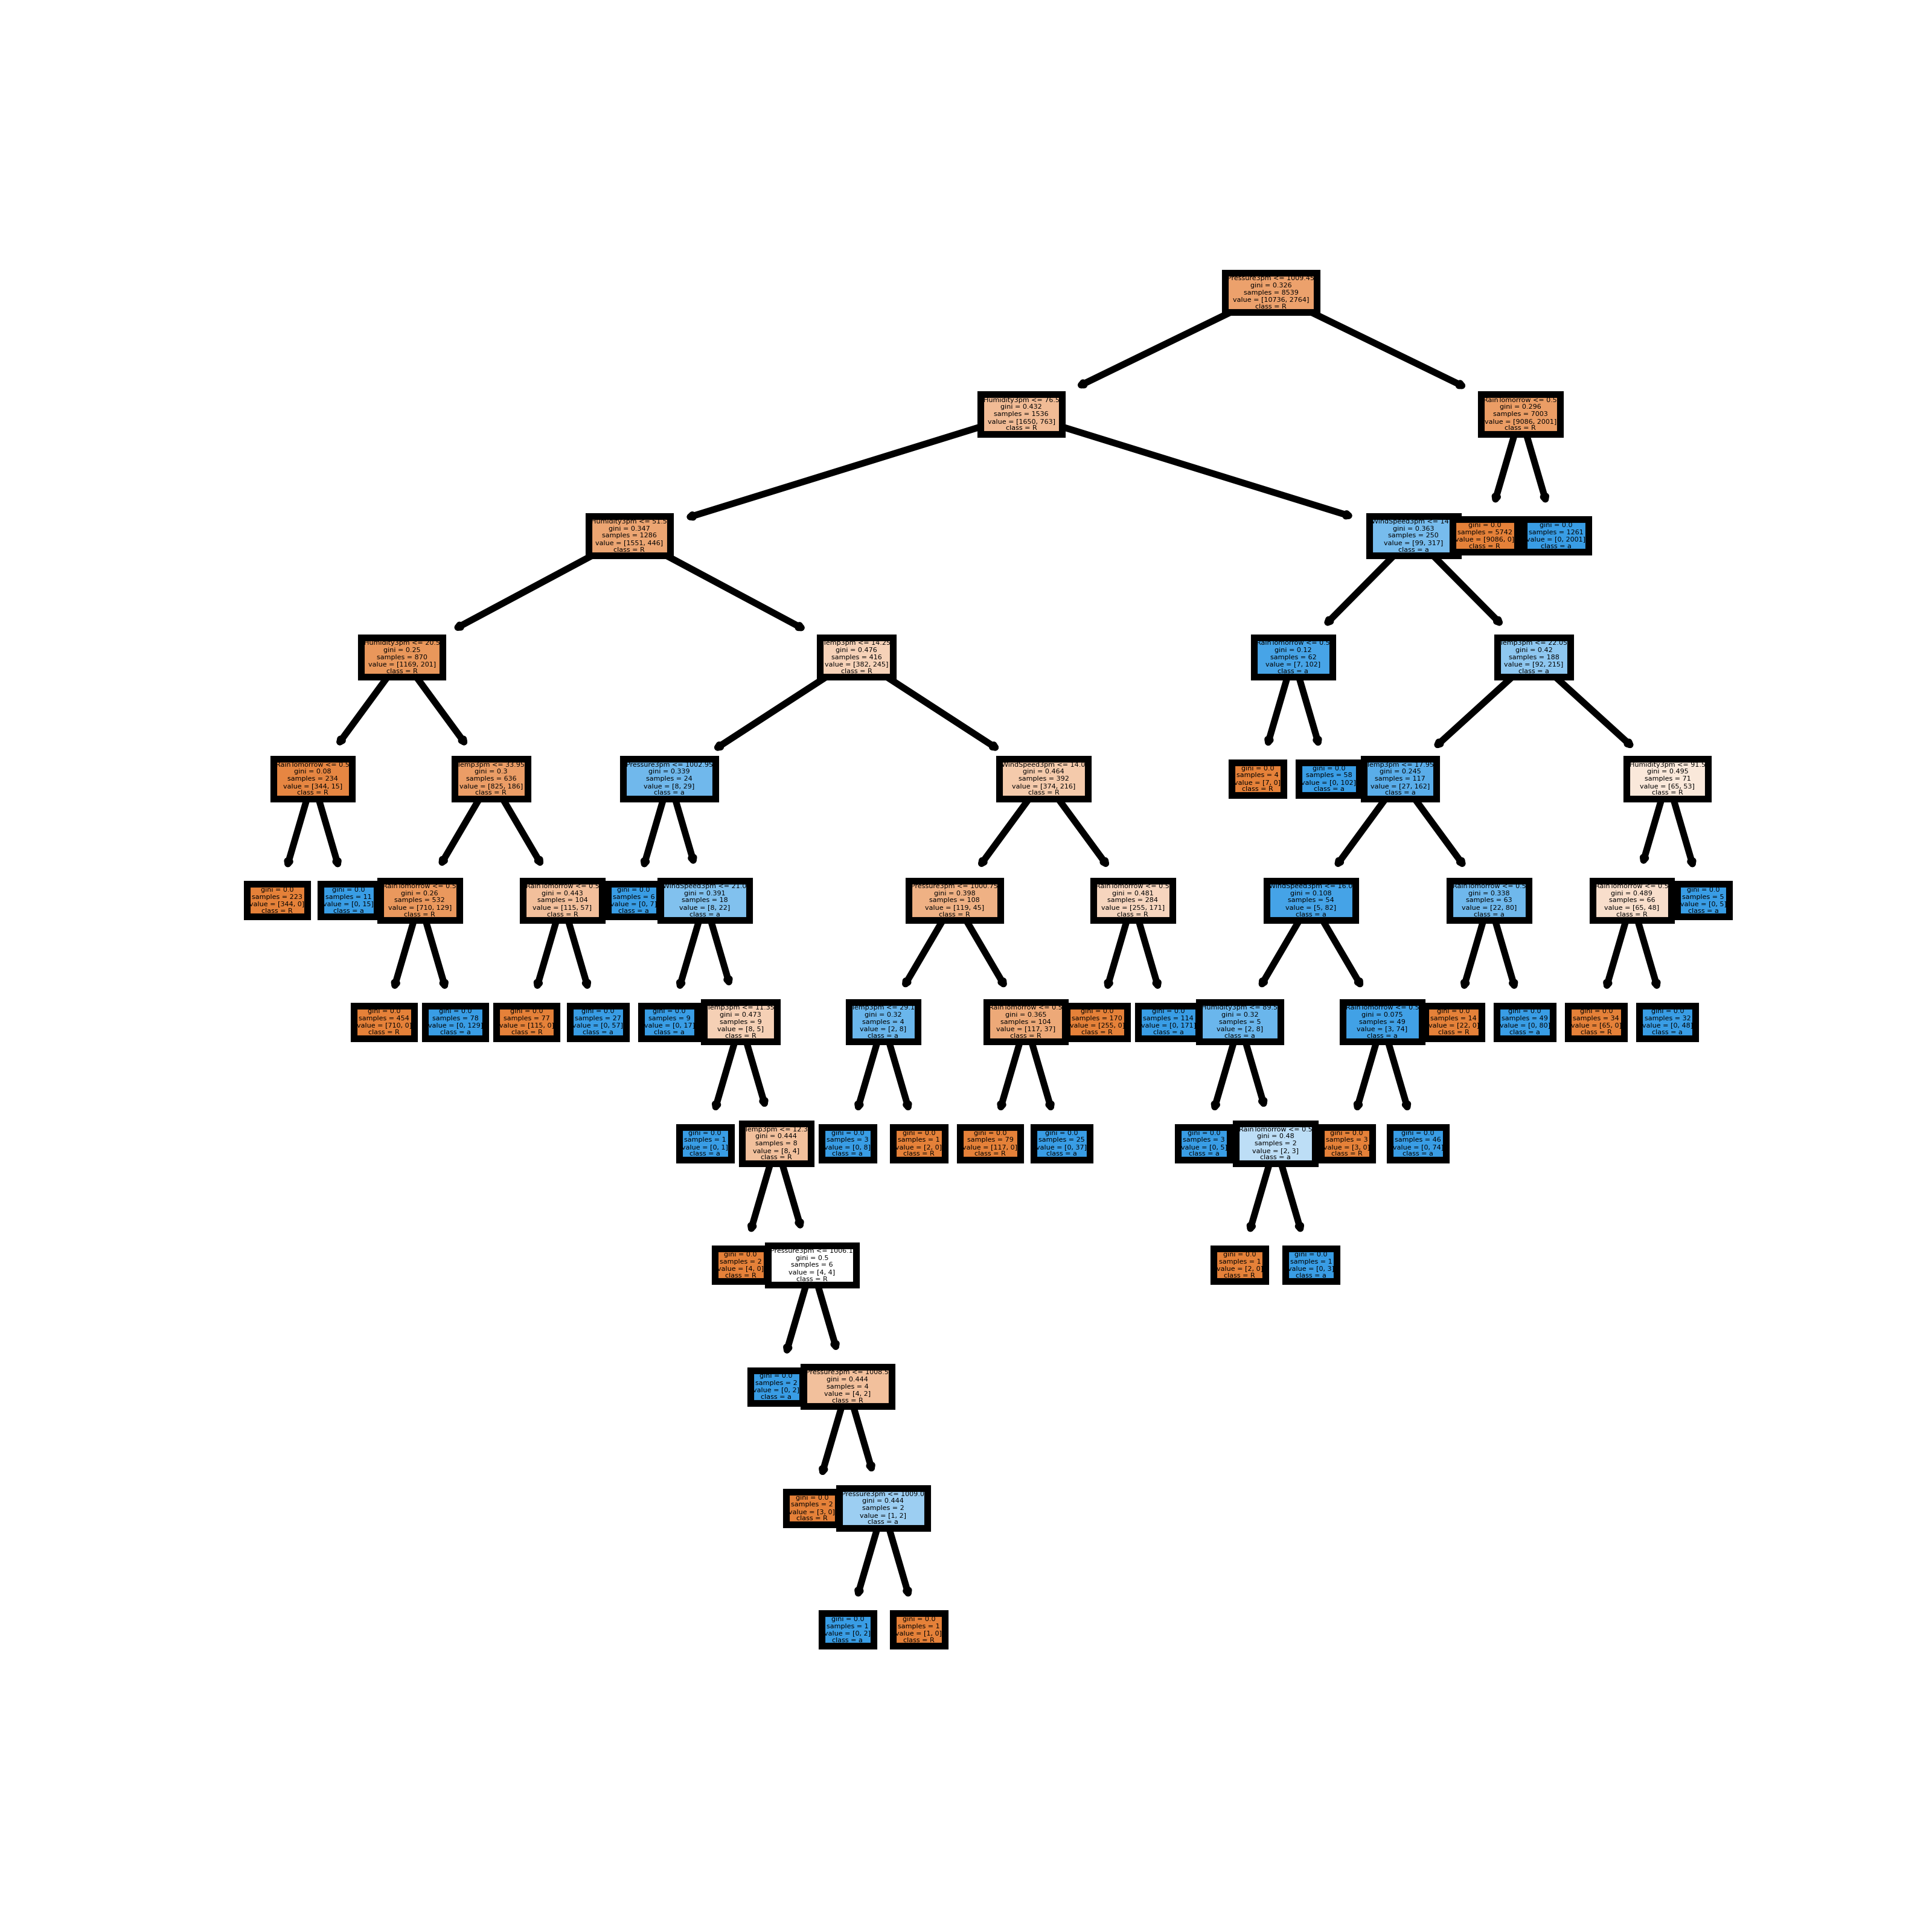 Pressure3pm <= 1009.45
gini = 0.326
samples = 8539
value = [10736, 2764]
class = R
Humidity3pm <= 76.5
gini = 0.432
samples = 1536
value = [1650, 763]
class = R
RainTomorrow <= 0.5
gini = 0.296
samples = 7003
value = [9086, 2001]
class = R
Humidity3pm <= 51.5
gini = 0.347
samples = 1286
value = [1551, 446]
class = R
WindSpeed3pm <= 14
gini = 0.363
samples = 250
value = [99, 317]
class = a
gini = 0.0
samples = 5742
value = [9086, 0]
class = R
gini = 0.0
samples = 1261
value = [0, 2001]
class = a
Humidity3pm <=
gini = 0.25
samples = 870
value = [1169, 201]
class = R
Temp3pm <= 14.25
gini = 0.476
samples = 416
value = [382, 245]
class = R
RainTomorrow <= 0.5
gini = 0.12
samples = 62
value = [7, 102]
class = a
Temp3pm <= 22.05
gini = 0.42
samples = 188
value = [92, 215]
class = a
RainTomorrow <= 0.5
gini = 0.08
samples = 234
value = [344, 15]
class = R
Temp3pm <= 33.95
gini = 0.3
samples = 636
value = [825, 186]
class = R
Pressure3pm <= 1002.95
gini = 0.339
samples = 24
value = [8, 29]
class = a
WindSpeed3pm <= 14.0
gini = 0.464
samples = 392
value = [374, 216]
class = R
gini = 0.0
samples = 4
value = [7, 0]
class = R
gini = 0.0
samples = 58
value = [0, 102]
class = a
Temp3pm <= 17.95
gini = 0.245
samples = 117
value = [27, 162]
class = a
Humidity3pm <= 91.5
gini = 0.495
samples = 71
value = [65, 53]
class = R
gini = 0.0
samples = 223
value = [344, 0]
class = R
gini = 0.0
samples = 11
value = [0, 15]
class = a
RainTomorrow <= 0.5
gini = 0.26
samples = 532
value = [710, 129]
class = R
RainTomorrow <= 0.5
gini = 0.443
samples = 104
value = [115, 57]
class = R
gini = 0.0
samples = 6
value = [0, 7]
class = a
WindSpeed3pm <= 21.0
gini = 0.391
samples = 18
value = [8, 22]
class = a
Pressure3pm <= 1000.75
gini = 0.398
samples = 108
value = [119, 45]
class = R
RainTomorrow <= 0.5
gini = 0.481
samples = 284
value = [255, 171]
class = R
WindSpeed3pm <= 16.0
gini = 0.108
samples = 54
value = [5, 82]
class = a
RainTomorrow <= 0.5
gini = 0.338
samples = 63
value = [22, 80]
class = a
RainTomorrow <= 0.5
gini = 0.489
samples = 66
value = [65, 48]
class = R
gini = 0.0
samples = 5
value = [0, 5]
class = a
gini = 0.0
samples = 454
value = [710, 0]
class = R
gini = 0.0
samples = 78
value = [0, 129]
class = a
gini = 0.0
samples = 77
value = [115, 0]
class = R
gini = 0.0
samples = 27
value = [0, 57]
class = a
gini = 0.0
samples = 9
value = [0, 17]
class = a
Temp3pm <= 11.55
gini = 0.473
samples = 9
value = [8, 5]
class = R
Temp3pm <= 29.1
gini = 0.32
samples = 4
value = [2, 8]
class = a
RainTomorrow <= 0.5
gini = 0.365
samples = 104
value = [117, 37]
class = R
gini = 0.0
samples = 170
value = [255, 0]
class = R
gini = 0.0
samples = 114
value = [0, 171]
class = a
Humidity3pm <= 89.5
gini = 0.32
samples = 5
value = [2, 8]
class = a
RainTomorrow <= 0.5
gini = 0.075
samples = 49
value = [3, 74]
class = a
gini = 0.0
samples = 14
value = [22, 0]
class = R
gini = 0.0
samples = 49
value = [0, 80]
class = a
gini = 0.0
samples = 34
value = [65, 0]
class = R
gini = 0.0
samples = 32
value = [0, 48]
class = a
gini = 0.0
samples = 1
value = [0, 1]
class = a
Temp3pm <= 12.3
gini = 0.444
samples = 8
value = [8, 4]
class = R
gini = 0.0
samples = 3
value = [0, 8]
class = a
gini = 0.0
samples = 1
value = [2, 0]
class = R
gini = 0.0
samples = 79
value = [117, 0]
class = R
gini = 0.0
samples = 25
value = [0, 37]
class = a
gini = 0.0
samples = 3
value = [0, 5]
class = a
RainTomorrow <= 0.5
gini = 0.48
samples = 2
value = [2, 3]
class = a
gini = 0.0
samples = 3
value = [3, 0]
class = R
gini = 0.0
samples = 46
value = [0, 74]
class = a
gini = 0.0
samples = 2
value = [4, 0]
class = R
Pressure3pm <= 1006.1
gini = 0.5
samples = 6
value = [4, 4]
class = R
gini = 0.0
samples = 1
value = [2, 0]
class = R
gini = 0.0
samples = 1
value = [0, 3]
class = a
gini = 0.0
samples = 2
value = [0, 2]
class = a
Pressure3pm <= 1008.5
gini = 0.444
samples = 4
value = [4, 2]
class = R
gini = 0.0
samples = 2
value = [3, 0]
class = R
Pressure3pm <= 1009.0
gini = 0.444
samples = 2
value = [1, 2]
class = a
gini = 0.0
samples = 1
value = [0, 2]
class = a
gini = 0.0
samples = 1
value = [1, 0]
class = R